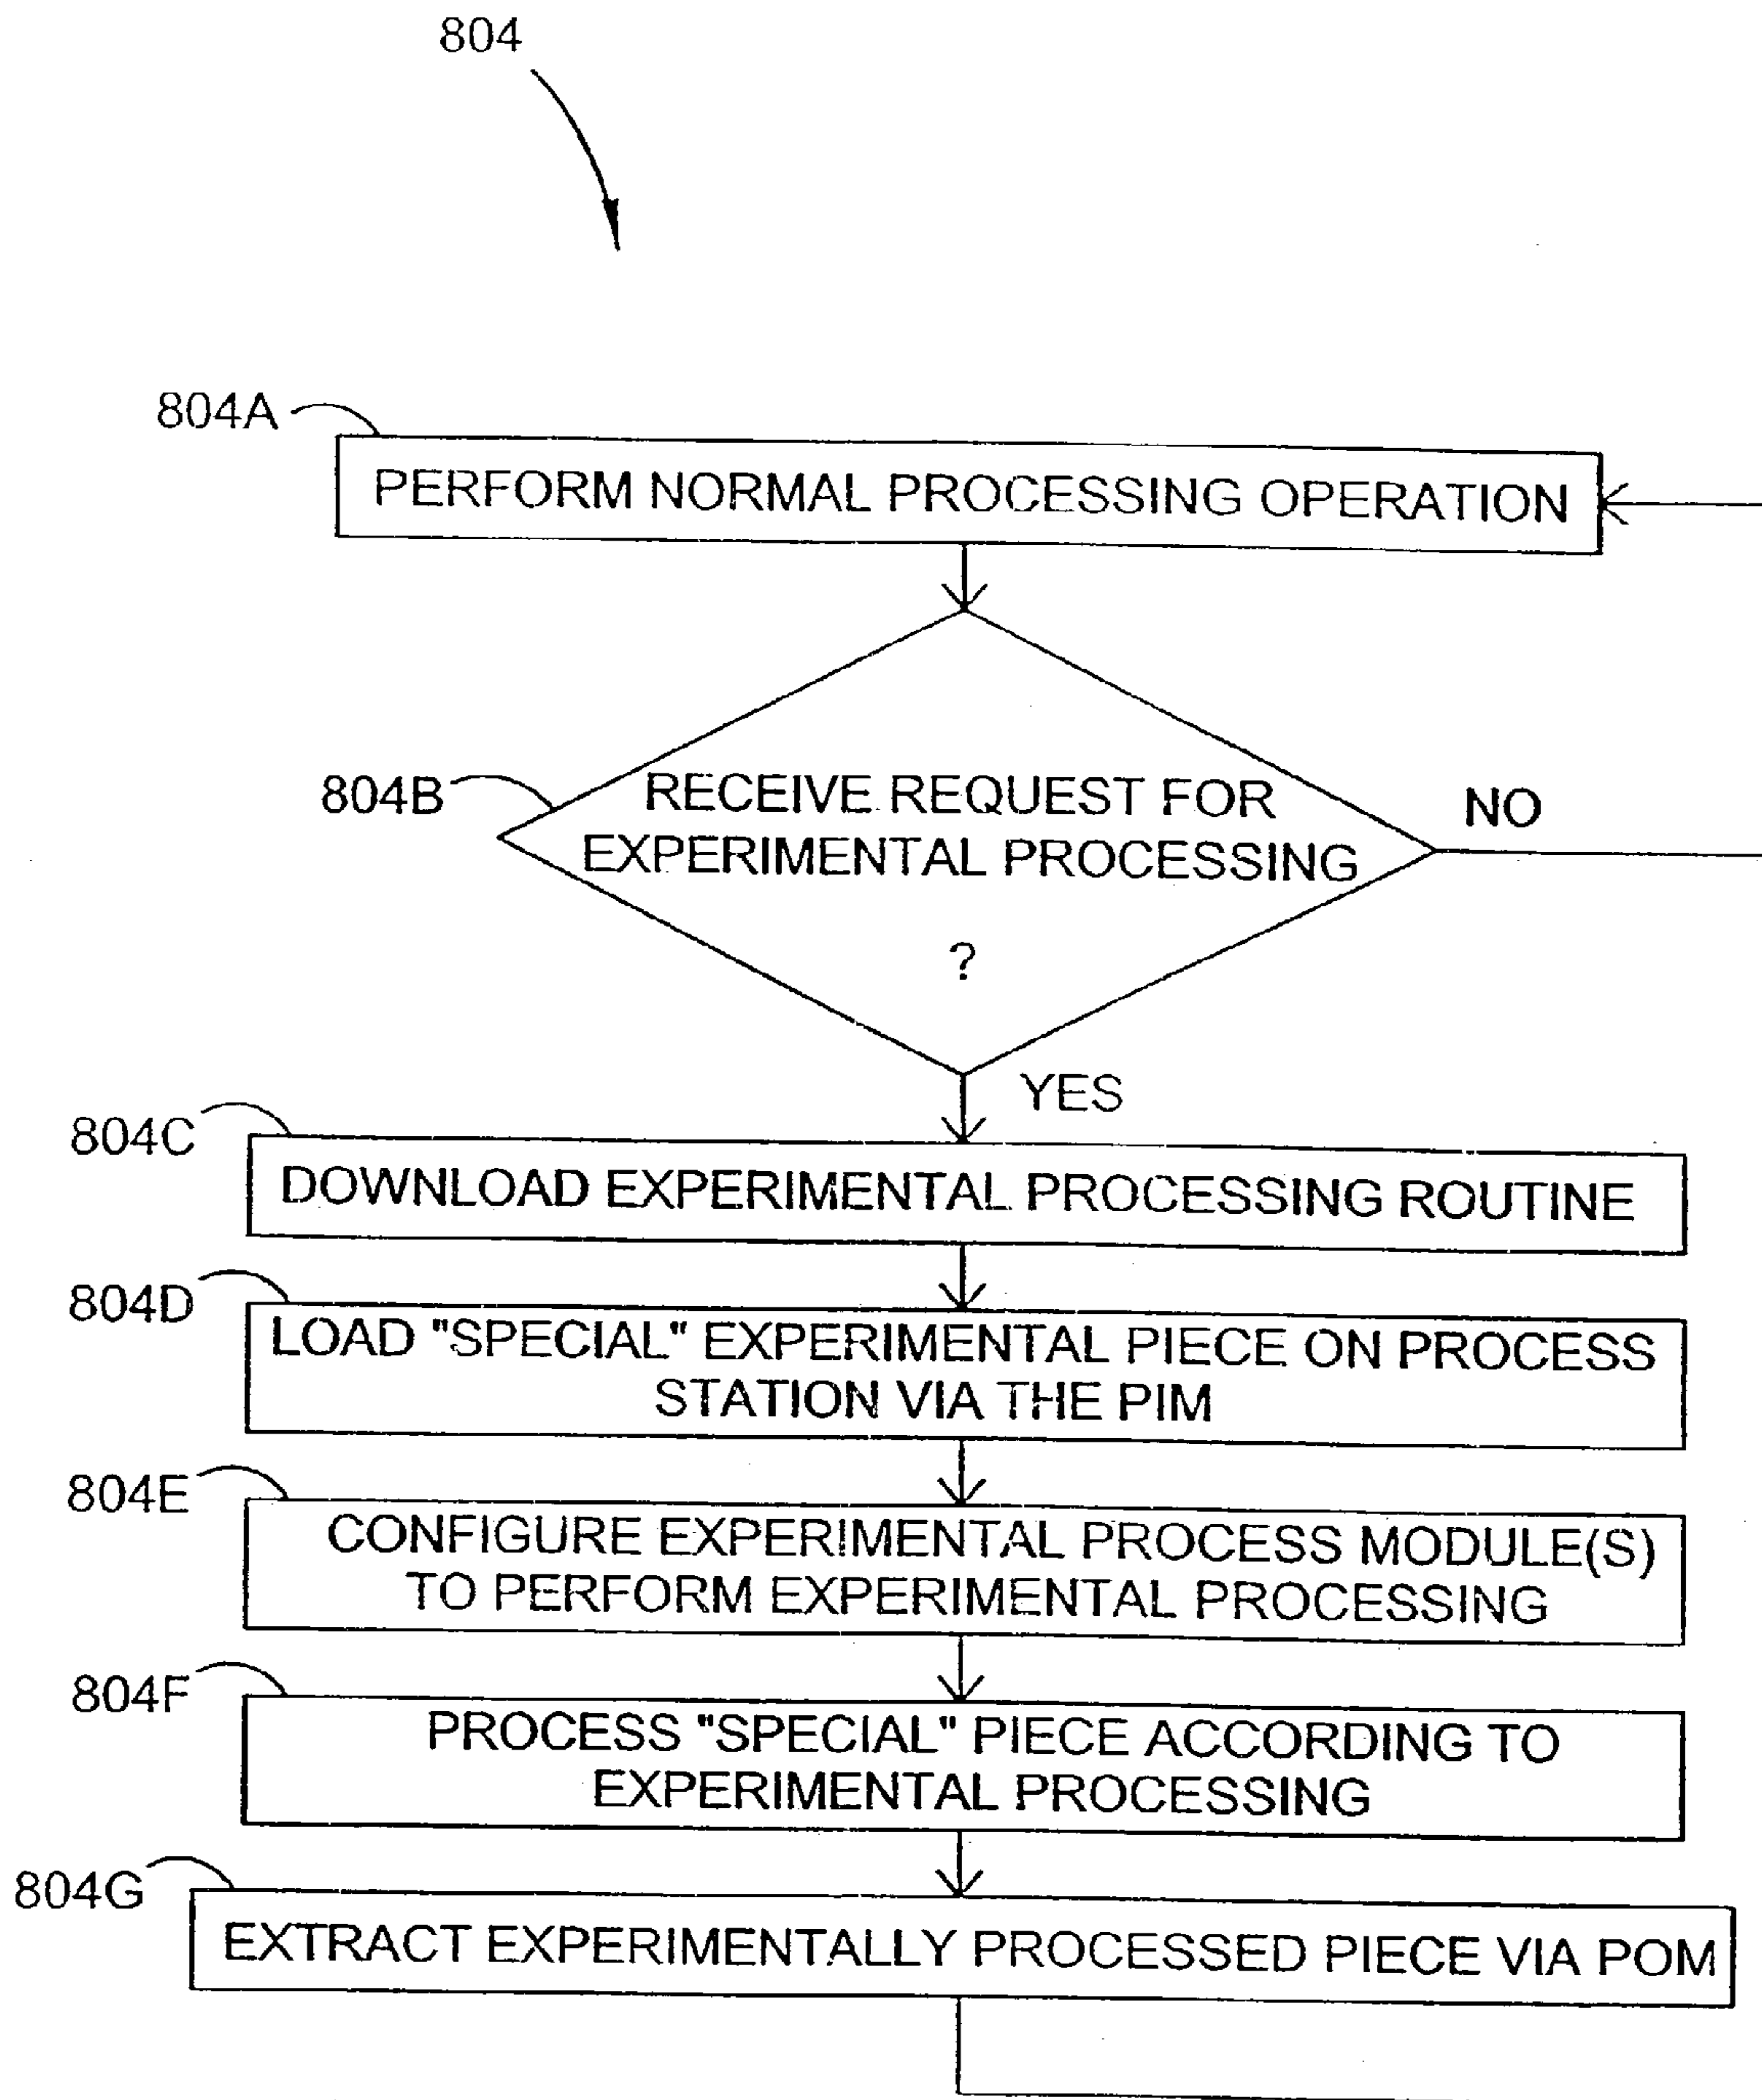 804
804A
PERFORM NORMAL PROCESSING OPERATION
804B
RECEIVE REQUEST FOR
EXPERIMENTAL PROCESSING
?
NO
YES
804C
DOWNLOAD EXPERIMENTAL PROCESSING ROUTINE
804D
LOAD "SPECIAL" EXPERIMENTAL PIECE ON PROCESS
STATION VIA THE PIM
804E
CONFIGURE EXPERIMENTAL PROCESS MODULE(S)
TO PERFORM EXPERIMENTAL PROCESSING
804F
PROCESS "SPECIAL" PIECE ACCORDING TO
EXPERIMENTAL PROCESSING
804G
EXTRACT EXPERIMENTALLY PROCESSED PIECE VIA POM